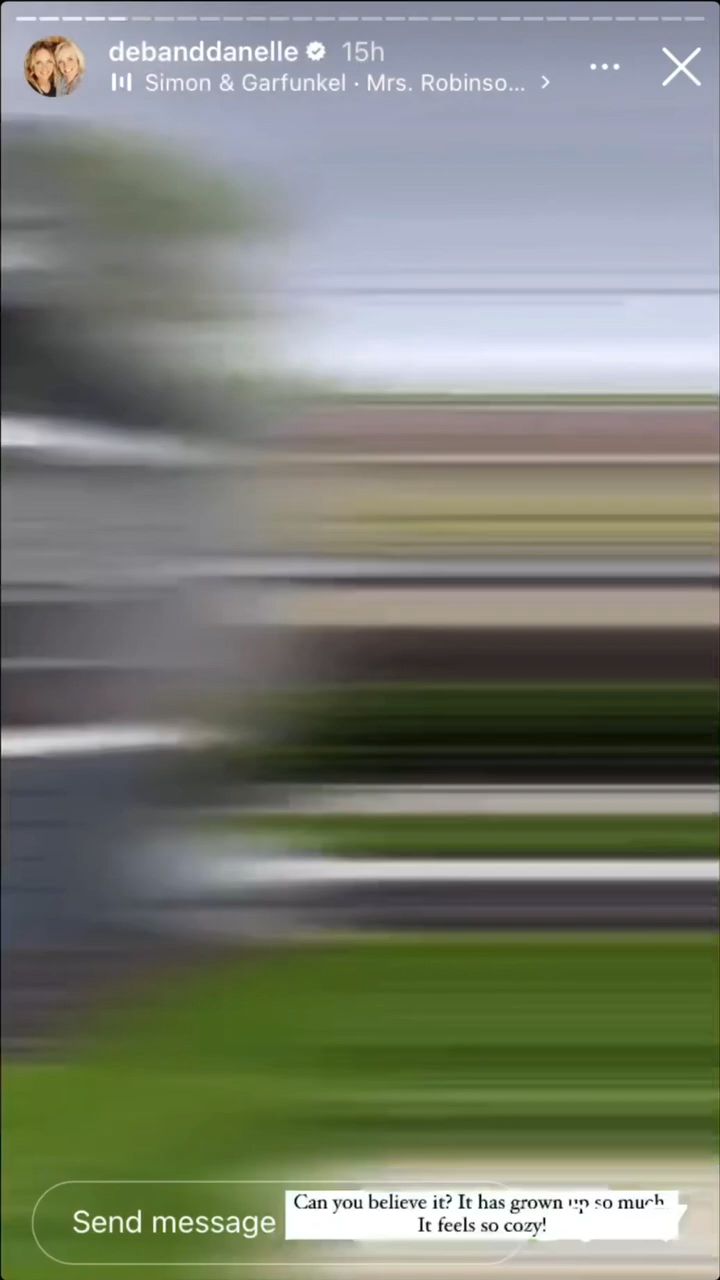 debanddanelle 15h
Simon & Garfunkel · Mrs. Robinso...
Can you believe it? It has grown up so much
Send message
It feels so cozy!